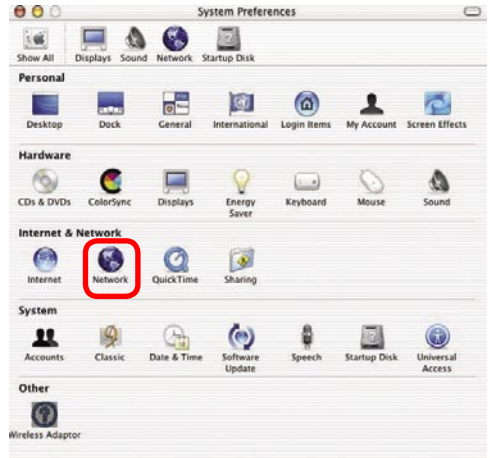 System Preferences
Show All Displays Sound Network Startup Disk
Personal
Desktop Dock General International Login Items My Account Screen Effects
Hardware
CDs & DVDs ColorSync Displays Energy Saver Keyboard Mouse Sound
Internet & Network
Internet Network QuickTime Sharing
System
Accounts Classic Date & Time Software Update Speech Startup Disk Universal Access
Other
Wireless Adaptor